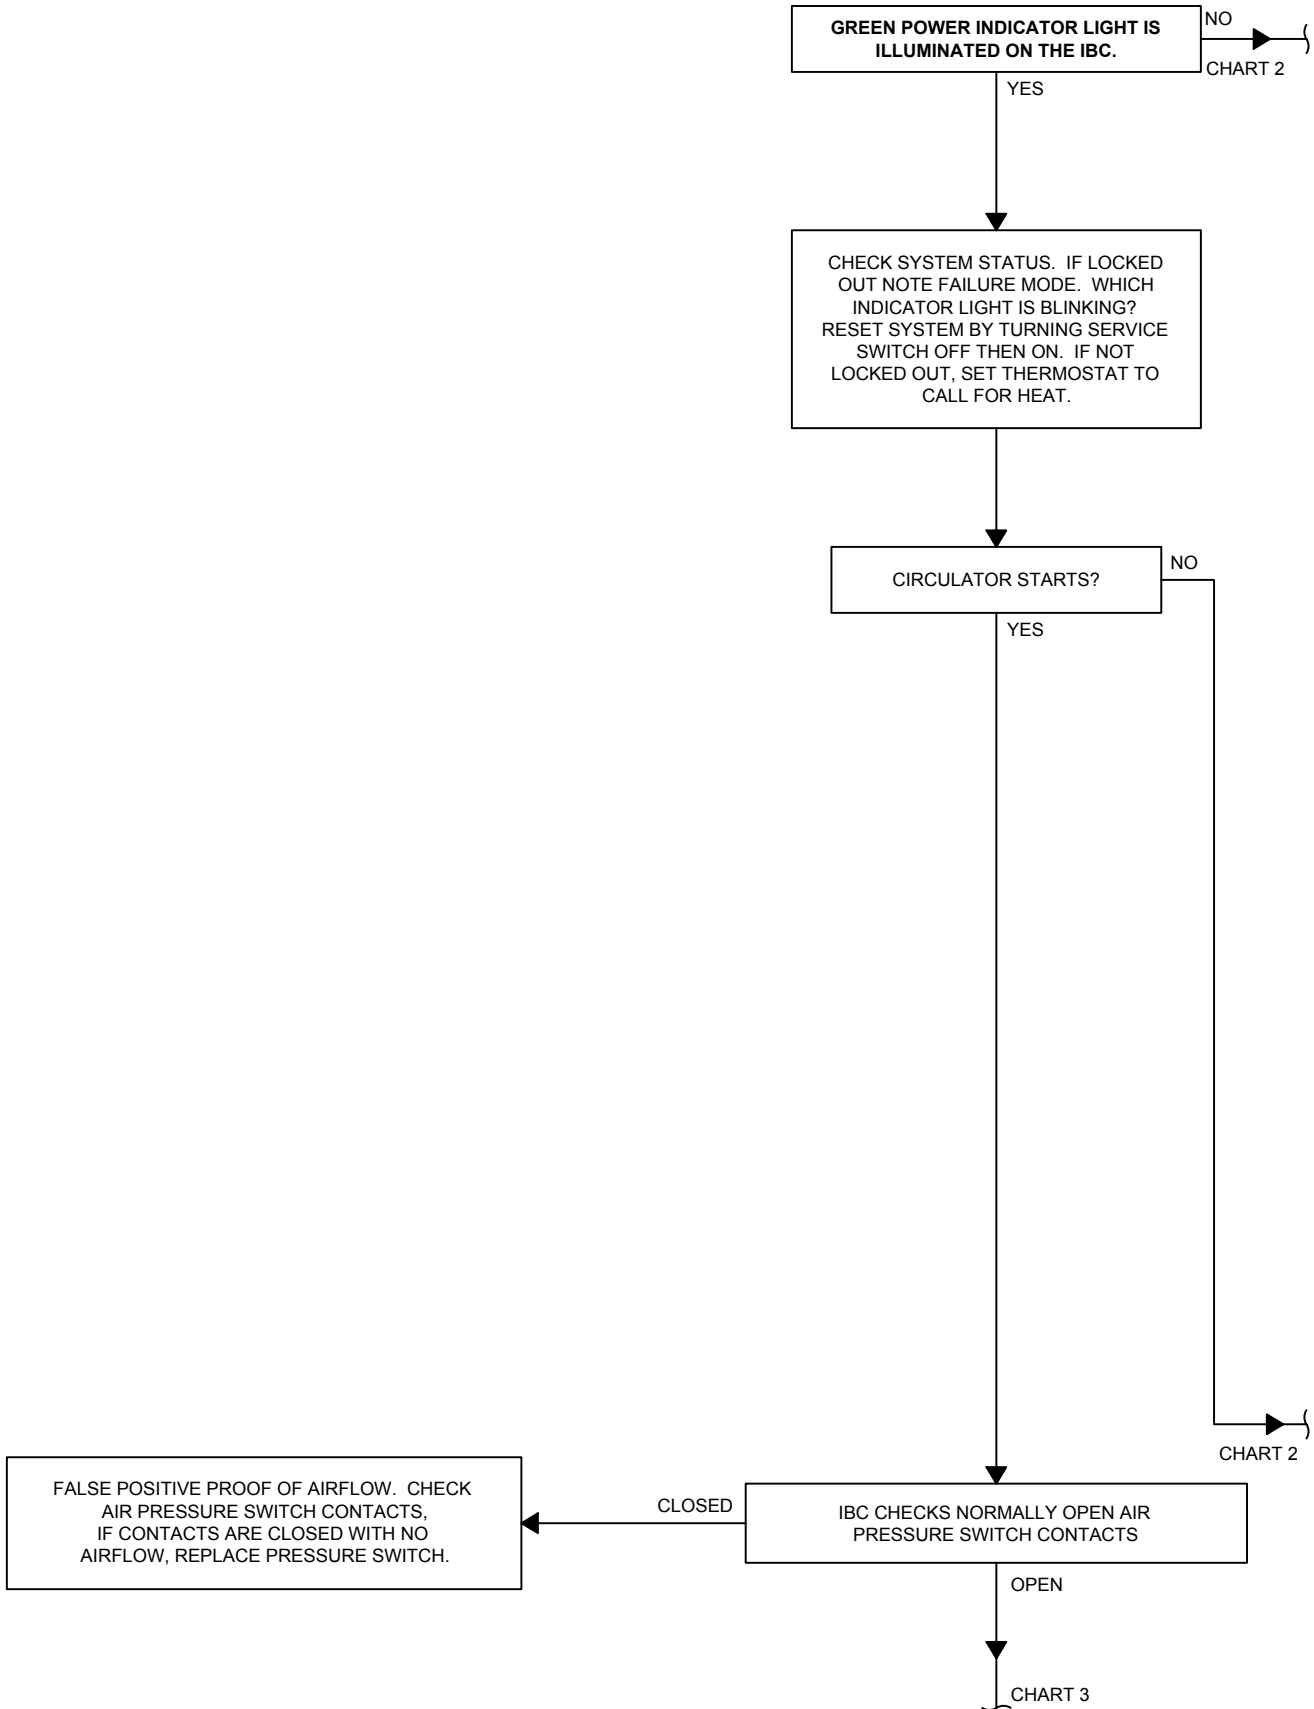 GREEN POWER INDICATOR LIGHT IS
ILLUMINATED ON THE IBC.
NO
CHART 2
YES
CHECK SYSTEM STATUS. IF LOCKED
OUT NOTE FAILURE MODE. WHICH
INDICATOR LIGHT IS BLINKING?
RESET SYSTEM BY TURNING SERVICE
SWITCH OFF THEN ON. IF NOT
LOCKED OUT, SET THERMOSTAT TO
CALL FOR HEAT.
CIRCULATOR STARTS?
NO
YES
CHART 2
FALSE POSITIVE PROOF OF AIRFLOW. CHECK
AIR PRESSURE SWITCH CONTACTS,
IF CONTACTS ARE CLOSED WITH NO
AIRFLOW, REPLACE PRESSURE SWITCH.
CLOSED
IBC CHECKS NORMALLY OPEN AIR
PRESSURE SWITCH CONTACTS
OPEN
CHART 3